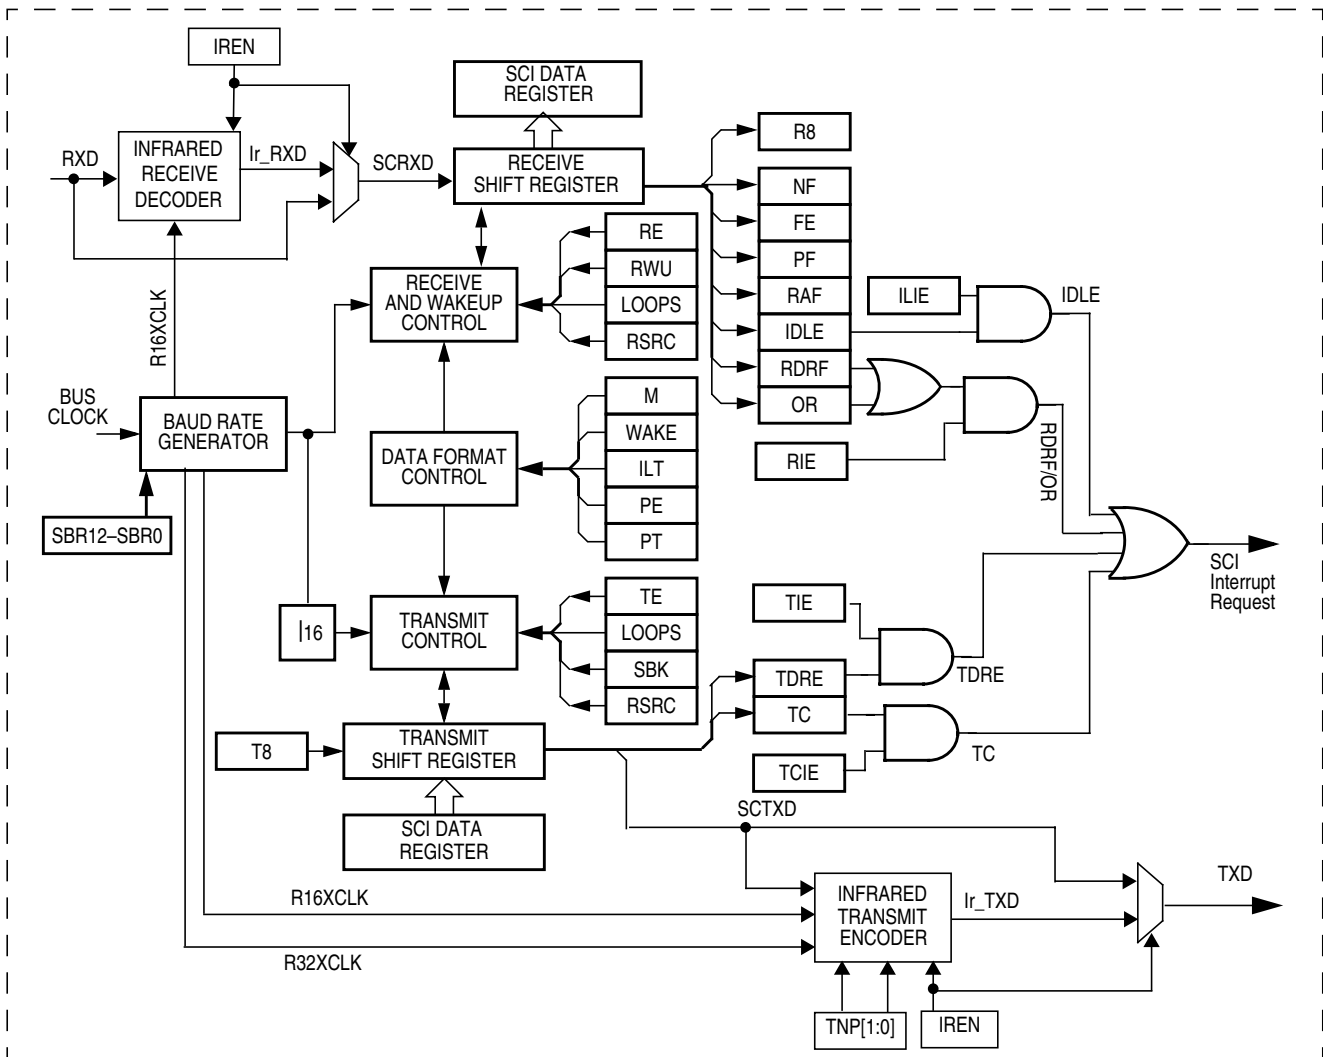 IREN
SCI DATA
REGISTER
RXD
INFRARED
RECEIVE
DECODER
Ir_RXD
SCRXD
RECEIVE
SHIFT REGISTER
R8
NF
FE
PF
RAF
IDLE
RDRF
OR
RE
RWU
LOOPS
RSRC
RECEIVE
AND WAKEUP
CONTROL
ILIE
IDLE
R16XCLK
BUS
CLOCK
BAUD RATE
GENERATOR
SBR12–SBR0
DATA FORMAT
CONTROL
M
WAKE
ILT
PE
PT
RIE
RDRF/OR
SCI
Interrupt
Request
|16
TRANSMIT
CONTROL
TE
LOOPS
SBK
RSRC
TIE
TDRE
TC
TCIE
TDRE
TC
T8
TRANSMIT
SHIFT REGISTER
SCI DATA
REGISTER
SCTXD
R16XCLK
R32XCLK
INFRARED
TRANSMIT
ENCODER
Ir_TXD
TXD
TNP[1:0]
IREN